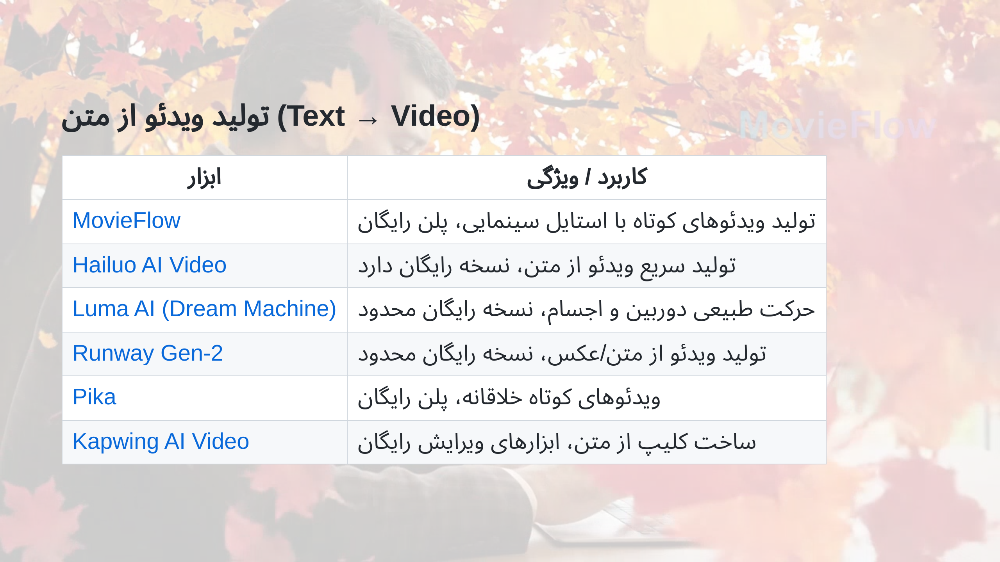 تولید ویدئو از متن (Text → Video)
MovieFlow
ابزار	کاربرد / ویژگی
MovieFlow	تولید ویدئوهای کوتاه با استایل سینمایی، پلن رایگان
Hailuo AI Video	تولید سریع ویدئو از متن، نسخه رایگان دارد
Luma AI (Dream Machine)	حرکت طبیعی دوربین و اجسام، نسخه رایگان محدود
Runway Gen-2	تولید ویدئو از متن/عکس، نسخه رایگان محدود
Pika	ویدئوهای کوتاه خلاقانه، پلن رایگان
Kapwing AI Video	ساخت کلیپ از متن، ابزارهای ویرایش رایگان